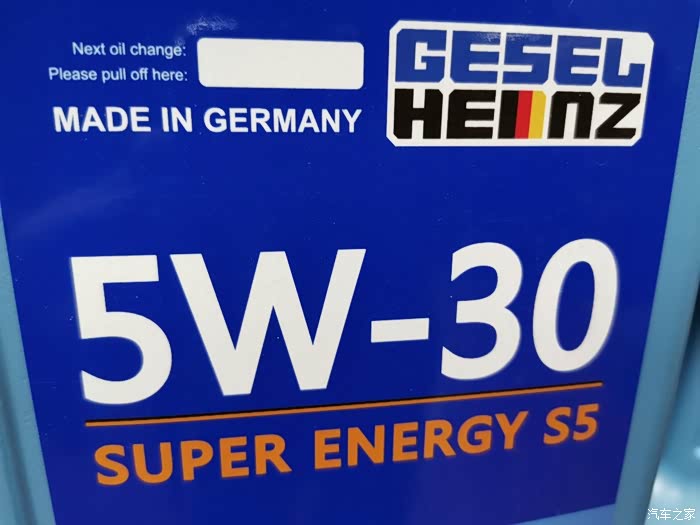 Next oil change:
Please pull off here:
MADE IN GERMANY
GESEL
HEINZ
5W-30
SUPER ENERGY S5
汽车之家